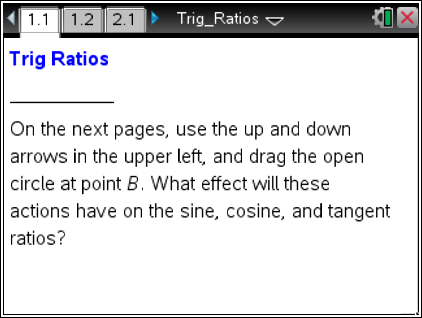 1.1 1.2 2.1 Trig_Ratios
Trig Ratios
On the next pages, use the up and down
arrows in the upper left, and drag the open
circle at point B. What effect will these
actions have on the sine, cosine, and tangent
ratios?